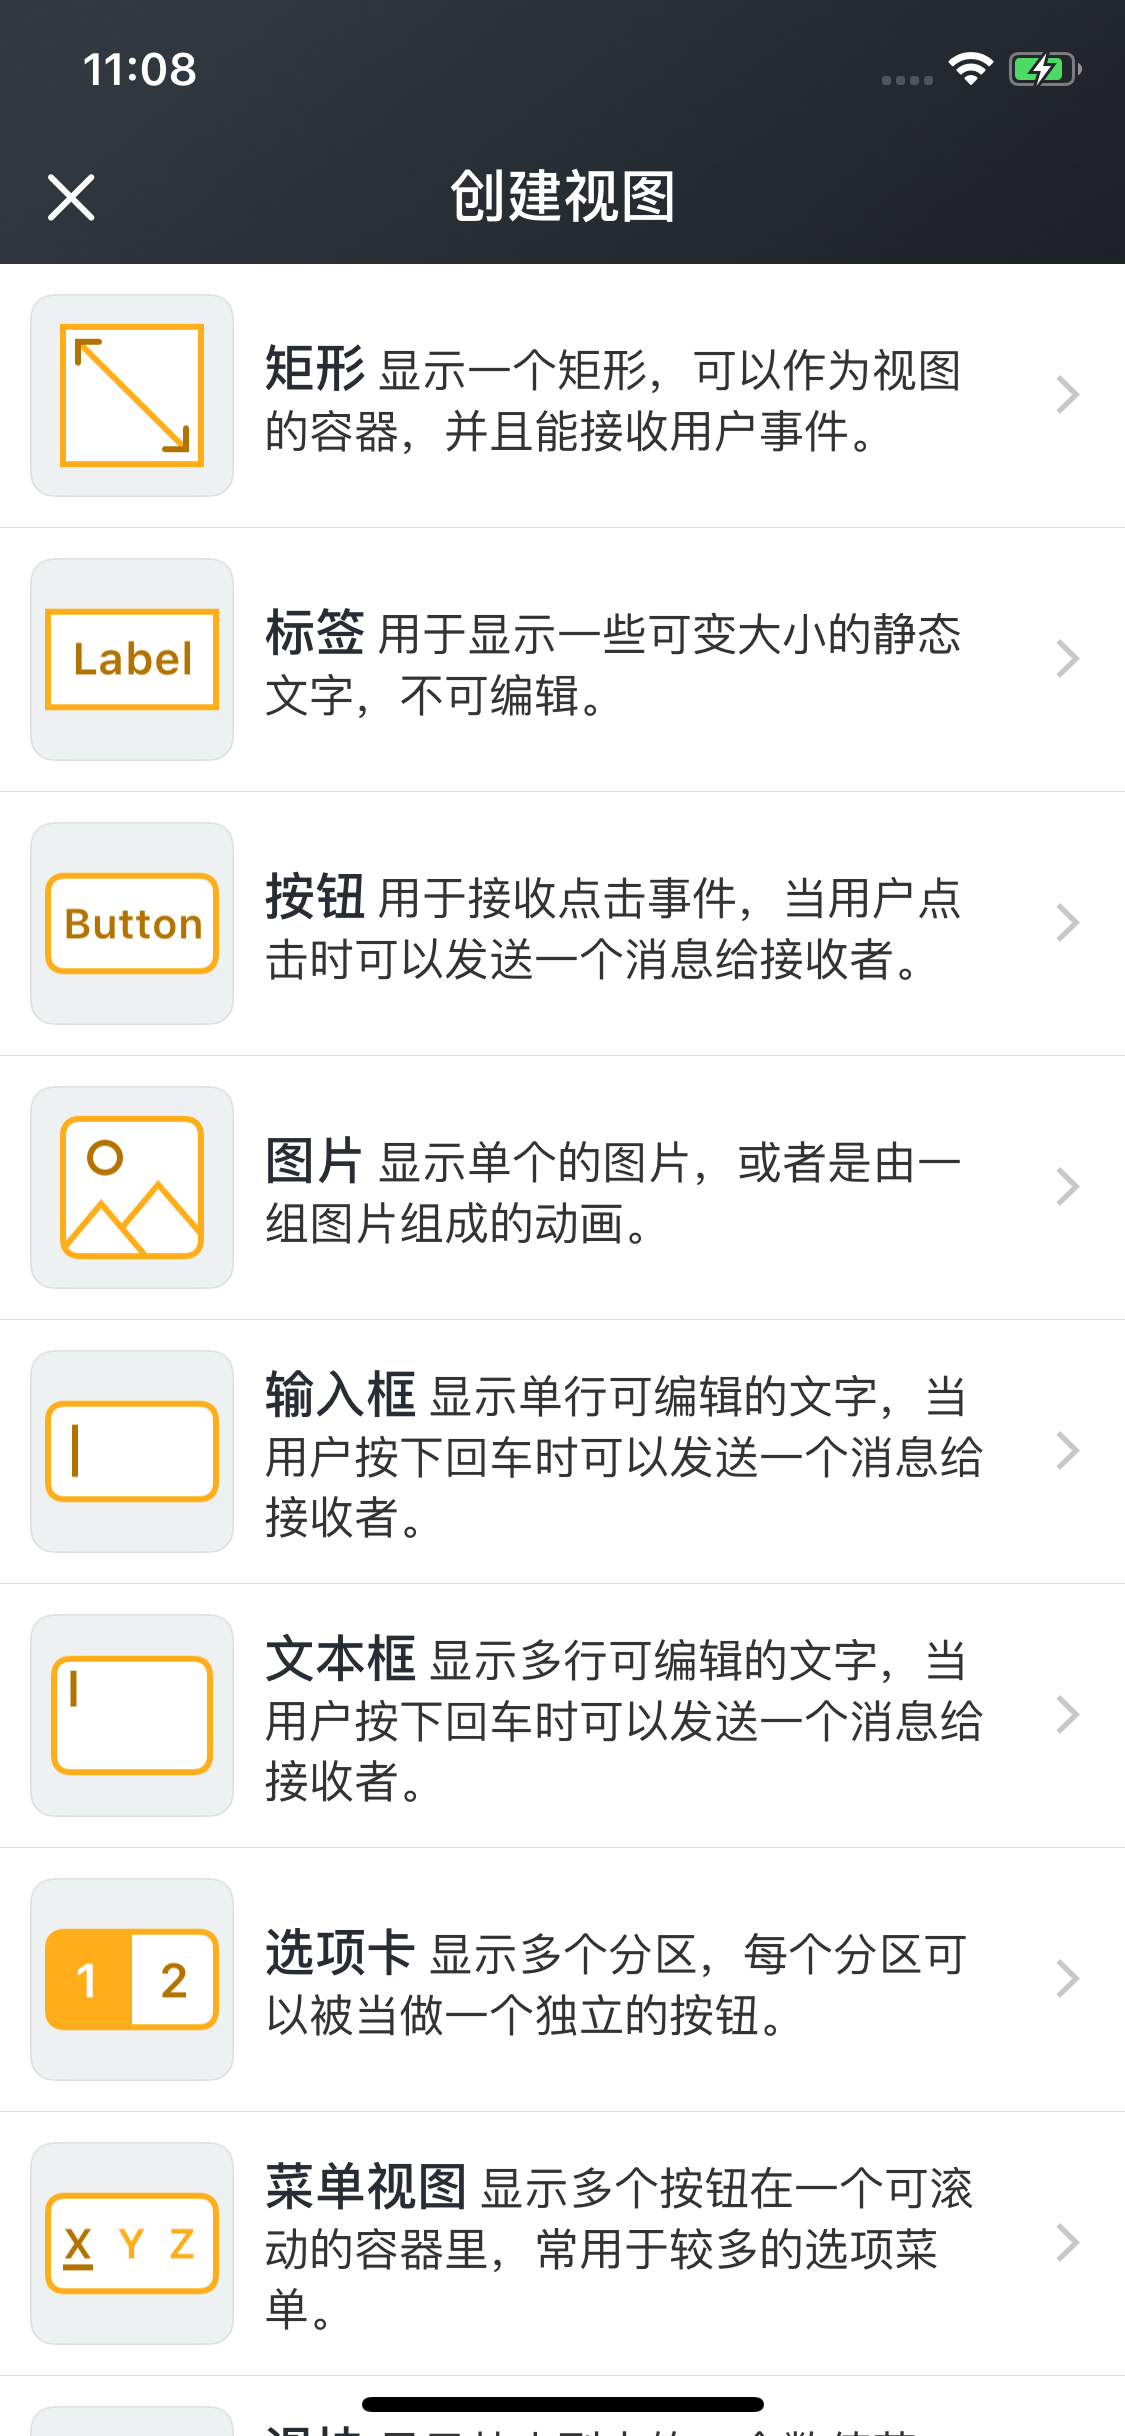 11:08
创建视图
矩形 显示一个矩形，可以作为视图
的容器，并且能接收用户事件。
Label
标签 用于显示一些可变大小的静态
文字，不可编辑。
Button
按钮 用于接收点击事件，当用户点
击时可以发送一个消息给接收者。
图片 显示单个的图片，或者是由一
组图片组成的动画。
输入框 显示单行可编辑的文字，当
用户按下回车时可以发送一个消息给
接收者。
文本框 显示多行可编辑的文字，当
用户按下回车时可以发送一个消息给
接收者。
1 2
选项卡 显示多个分区，每个分区可
以被当做一个独立的按钮。
X Y Z
菜单视图 显示多个按钮在一个可滚
动的容器里，常用于较多的选项菜
单。